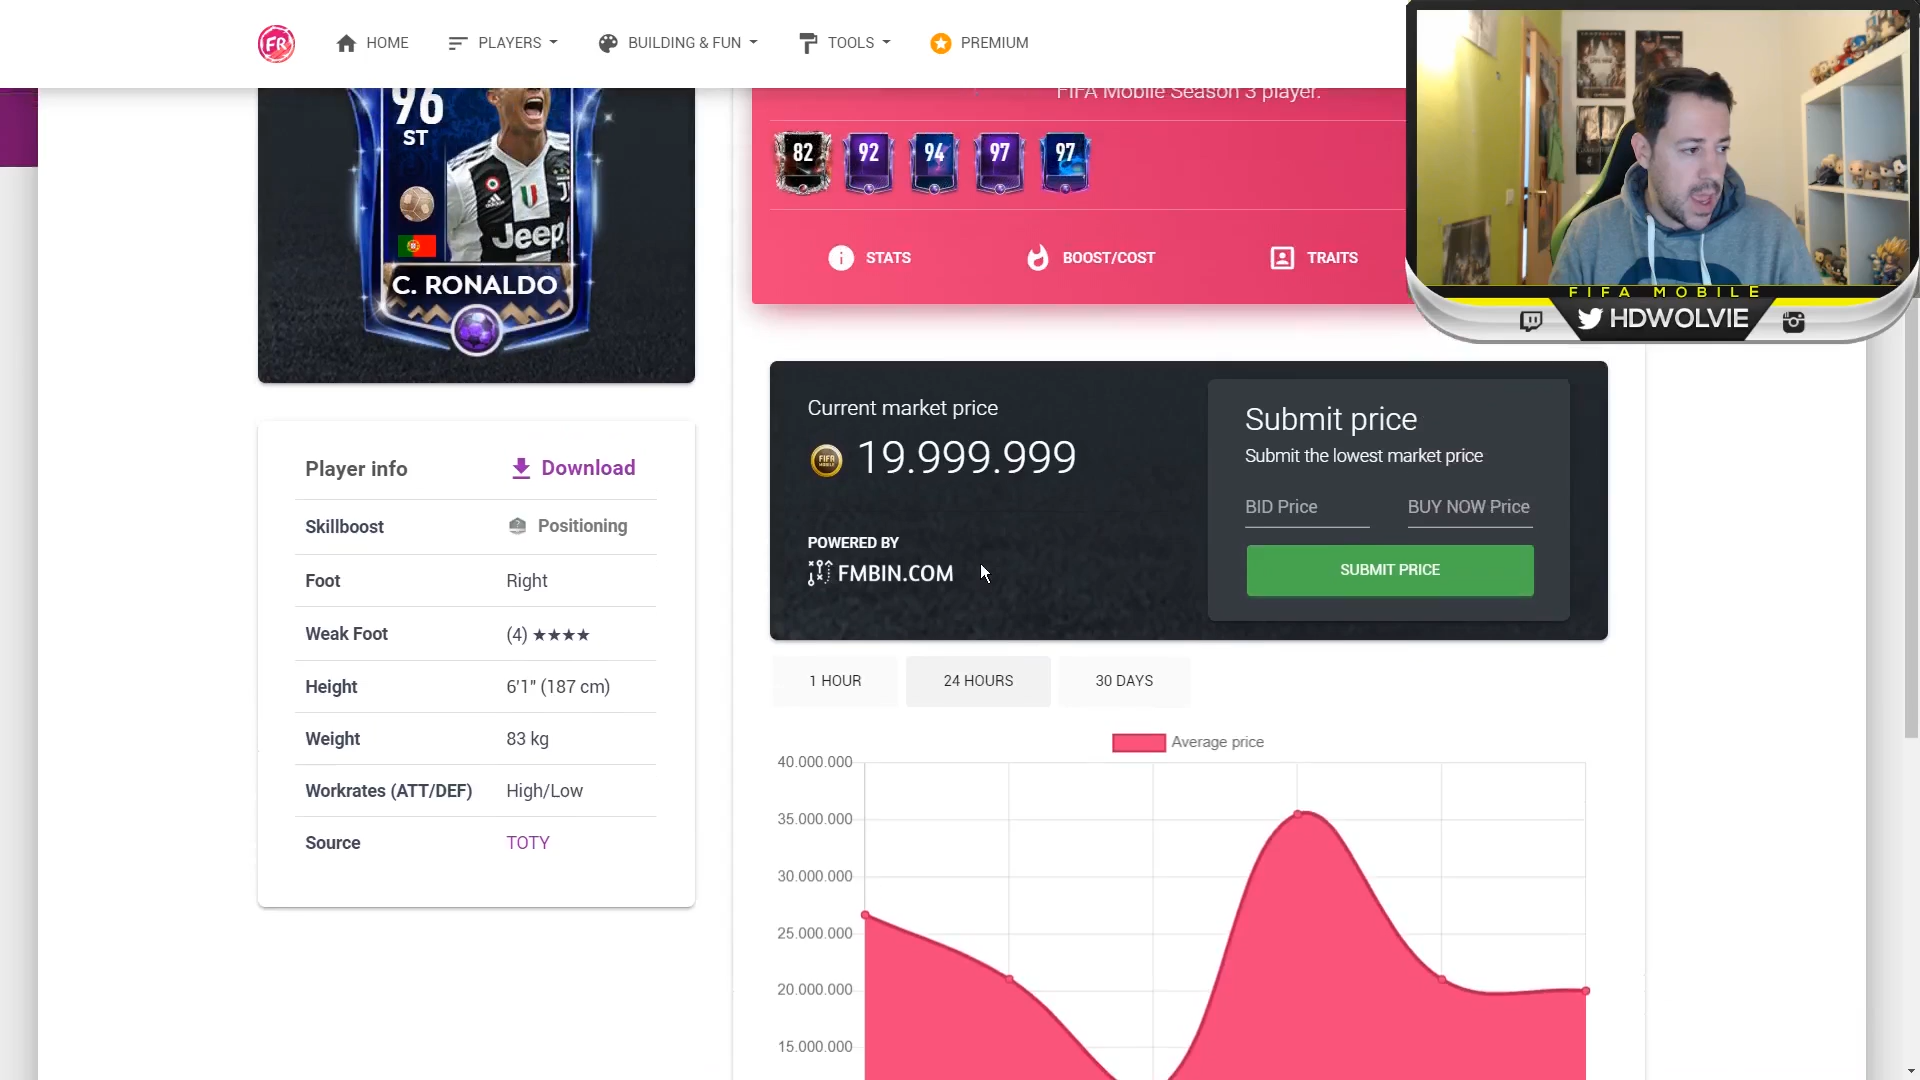 FR
HOME
PLAYERS
BUILDING & FUN
TOOLS
PREMIUM
96
ST
Jeep
C. RONALDO
FIFA Mobile Season 3 player.
82
92
94
97
97
STATS
BOOST/COST
TRAITS
FIFA MOBILE
HDWOLVIE
Player info
Download
Skillboost
Positioning
Foot
Right
Weak Foot
(4) ★★★★
Height
6'1" (187 cm)
Weight
83 kg
Workrates (ATT/DEF)
High/Low
Source
TOTY
Current market price
FIFA MOBILE
19.999.999
POWERED BY
FMBIN.COM
Submit price
Submit the lowest market price
BID Price
BUY NOW Price
SUBMIT PRICE
1 HOUR
24 HOURS
30 DAYS
Average price
40.000.000
35.000.000
30.000.000
25.000.000
20.000.000
15.000.000